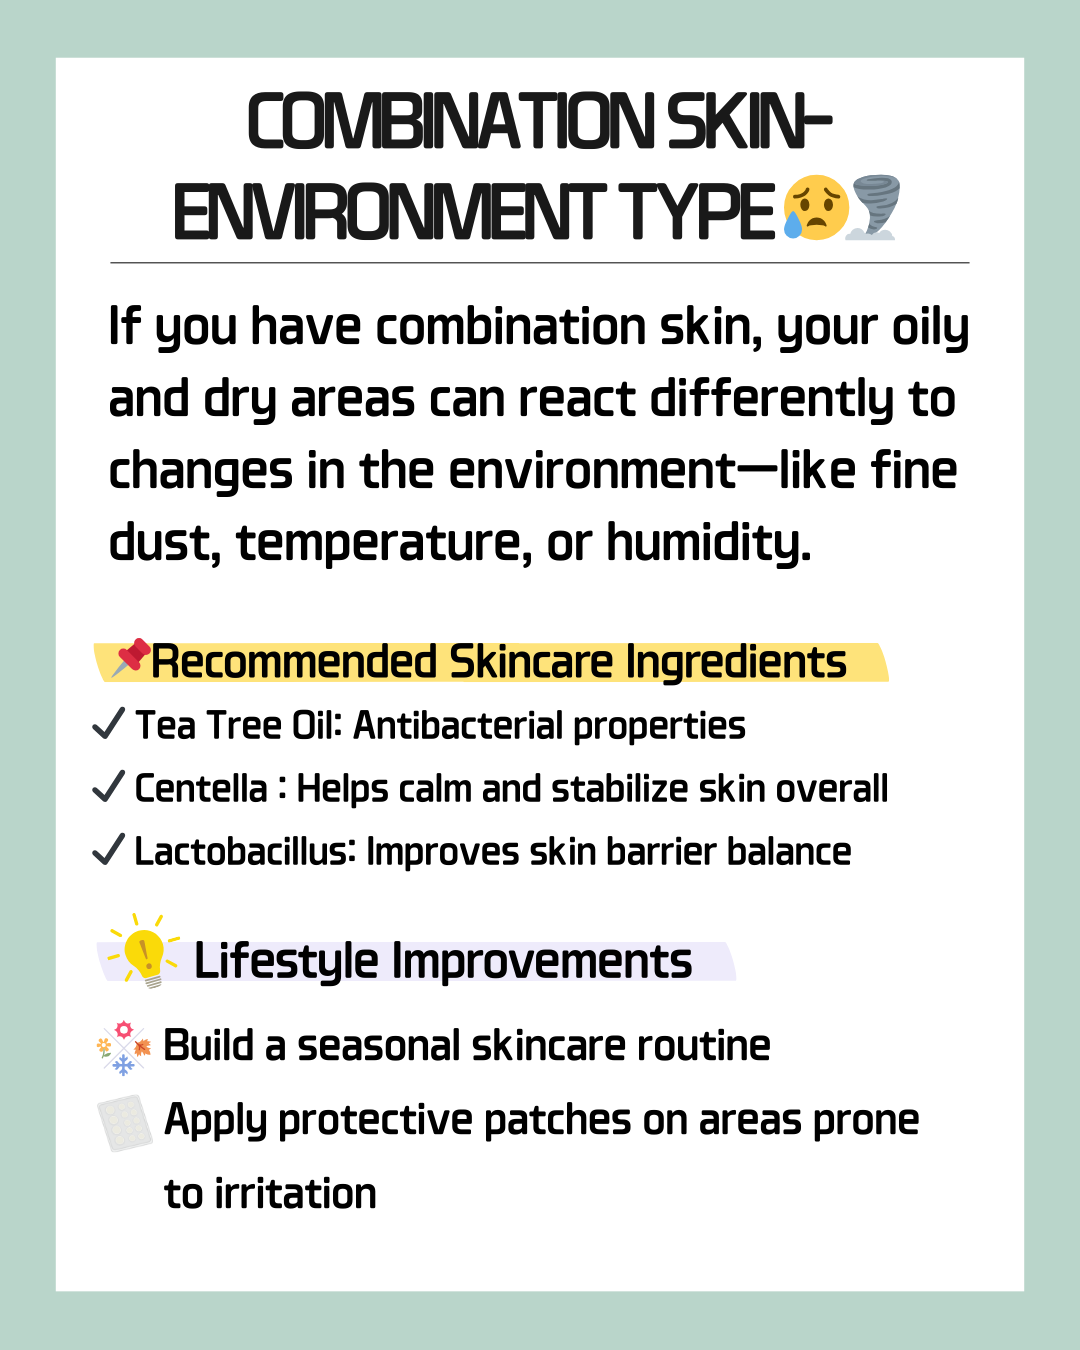 COMBINATION SKIN-
ENVIRONMENT TYPE😥🌪️
If you have combination skin, your oily
and dry areas can react differently to
changes in the environment—like fine
dust, temperature, or humidity.
📌Recommended Skincare Ingredients
✓ Tea Tree Oil: Antibacterial properties
✓ Centella : Helps calm and stabilize skin overall
✓ Lactobacillus: Improves skin barrier balance
Lifestyle Improvements
Build a seasonal skincare routine
Apply protective patches on areas prone
to irritation